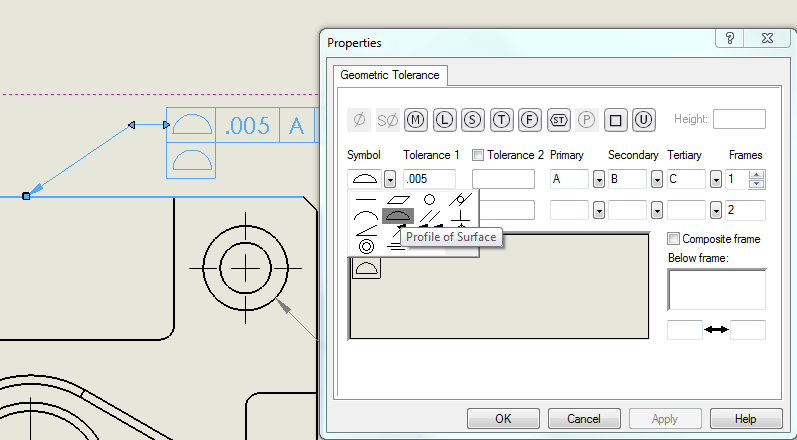 Properties
?
Geometric Tolerance
Ø SØ M L S T F ST P U Height:
Symbol Tolerance 1 Tolerance 2 Primary Secondary Tertiary Frames
.005 A B C 1
2
Profile of Surface
Composite frame
Below frame:
OK Cancel Apply Help
.005 A